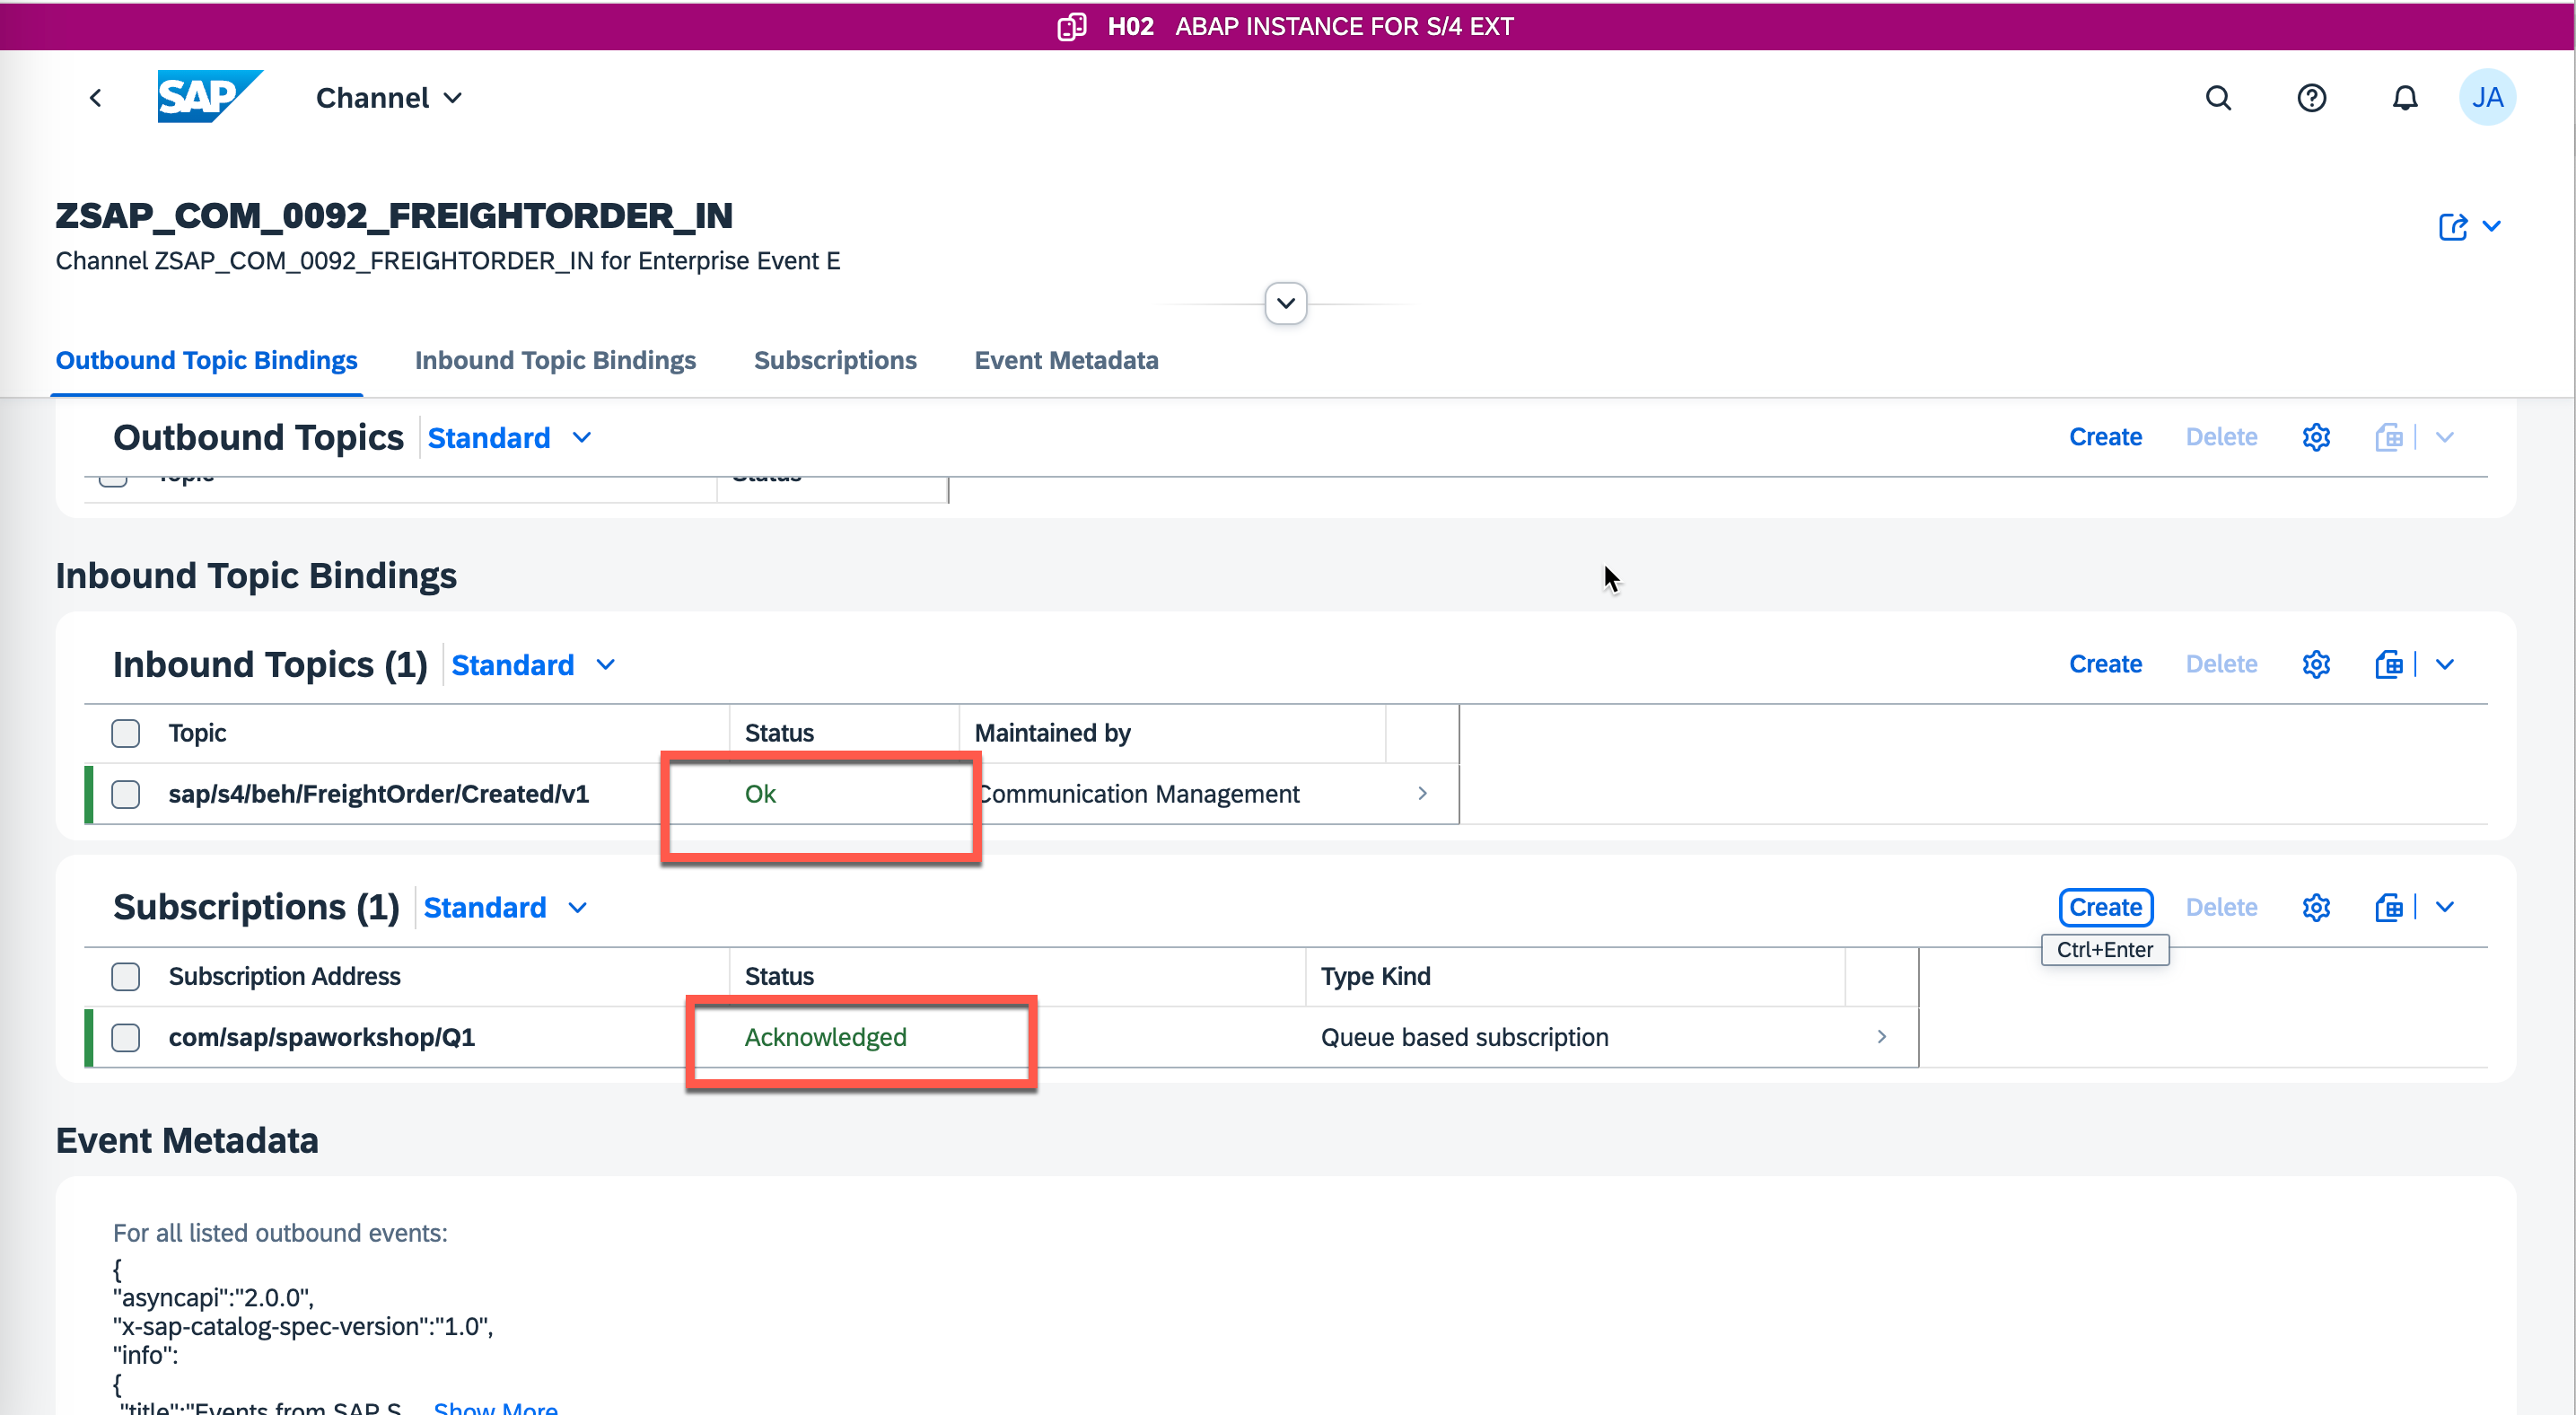 H02 ABAP INSTANCE FOR S/4 EXT
SAP Channel JA
ZSAP_COM_0092_FREIGHTORDER_IN
Channel ZSAP_COM_0092_FREIGHTORDER_IN for Enterprise Event E
Outbound Topic Bindings Inbound Topic Bindings Subscriptions Event Metadata
Outbound Topics Standard Create Delete
Topic Status
Inbound Topic Bindings
Inbound Topics (1) Standard Create Delete
Topic Status Maintained by
sap/s4/beh/FreightOrder/Created/v1 Ok Communication Management
Subscriptions (1) Standard Create Delete
Ctrl+Enter
Subscription Address Status Type Kind
com/sap/spaworkshop/Q1 Acknowledged Queue based subscription
Event Metadata
For all listed outbound events:
{
"asyncapi":"2.0.0",
"x-sap-catalog-spec-version":"1.0",
"info":
{
"title":"Events from SAP S... Show More